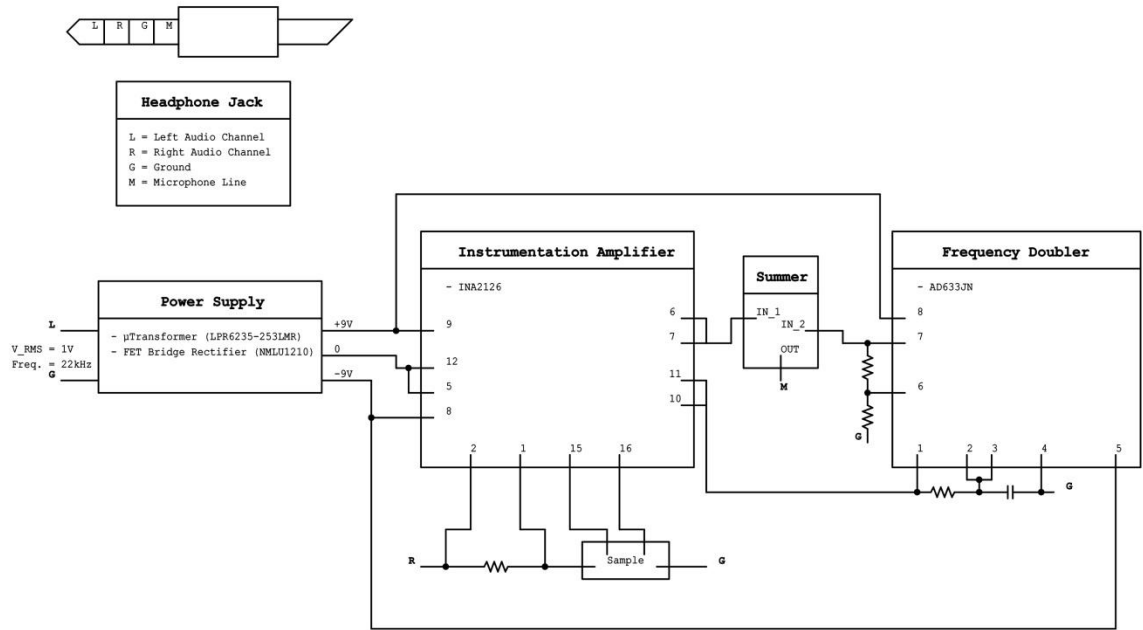 L R G M
Headphone Jack
L = Left Audio Channel
R = Right Audio Channel
G = Ground
M = Microphone Line
Power Supply
- µTransformer (LPR6235-253LMR)
- FET Bridge Rectifier (NMLU1210)
L
V_RMS = 1V
Freq. = 22kHz
G
+9V
0
-9V
Instrumentation Amplifier
- INA2126
9
12
5
8
6
7
11
10
2 1 15 16
R
Sample
G
Summer
IN_1
IN_2
OUT
M
G
Frequency Doubler
- AD633JN
8
7
6
1 2 3 4 5
G